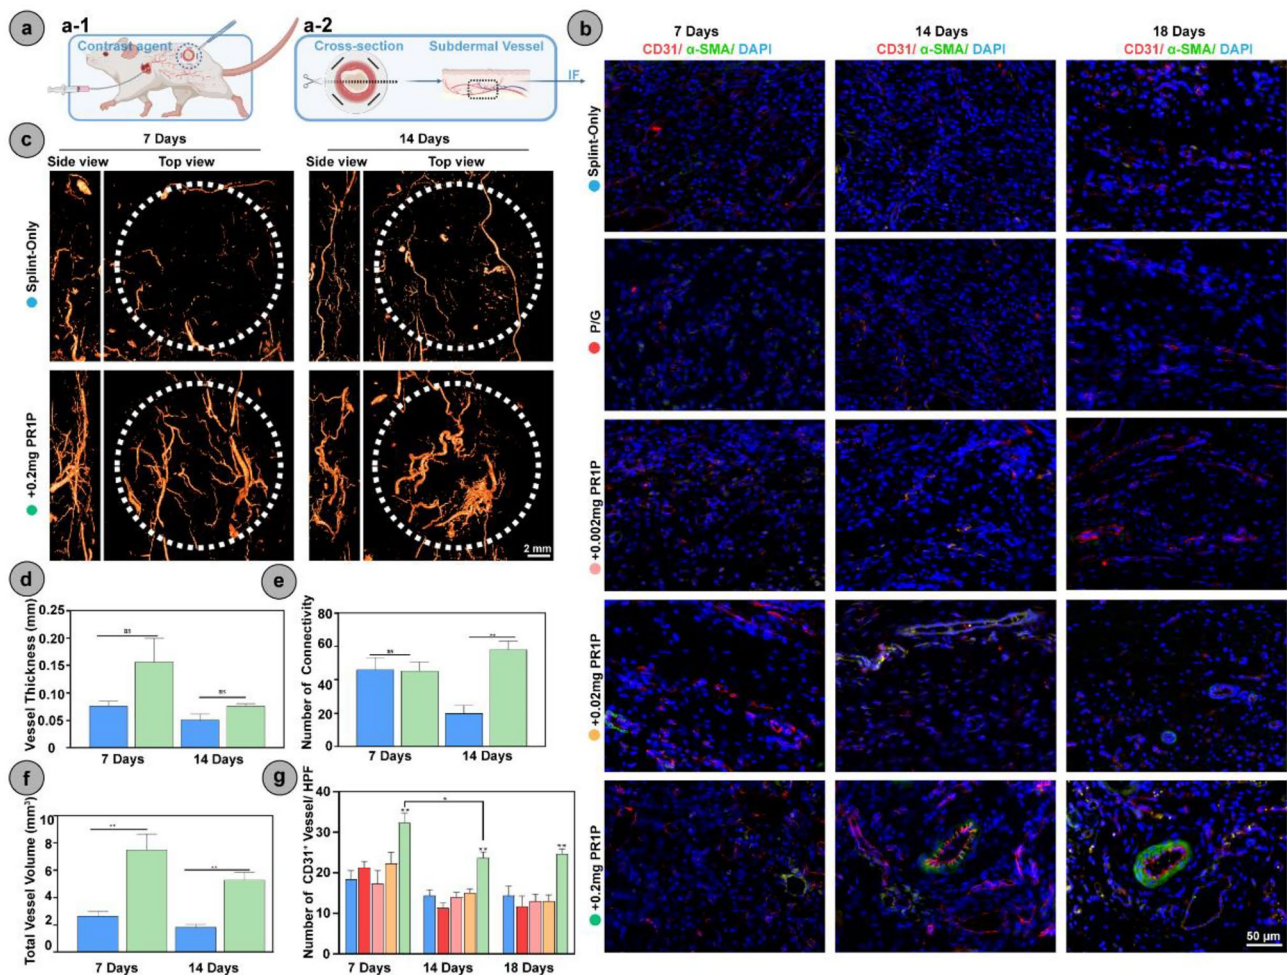 a
a-1
Contrast agent
a-2
Cross-section
Subdermal Vessel
IF
b
7 Days
14 Days
18 Days
CD31/ α-SMA/ DAPI
CD31/ α-SMA/ DAPI
CD31/ α-SMA/ DAPI
Splint-Only
P/G
+0.002mg PR1P
+0.02mg PR1P
+0.2mg PR1P
50 µm
c
7 Days
14 Days
Side view
Top view
Side view
Top view
Splint-Only
+0.2mg PR1P
2 mm
d
Vessel Thickness (mm)
0.25
0.20
0.15
0.10
0.05
0
ns
ns
7 Days
14 Days
e
Number of Connectivity
80
60
40
20
0
ns
**
7 Days
14 Days
f
Total Vessel Volume (mm³)
10
8
6
4
2
0
**
**
7 Days
14 Days
g
Number of CD31⁺ Vessel/ HPF
40
30
20
10
0
**
*
**
**
7 Days
14 Days
18 Days